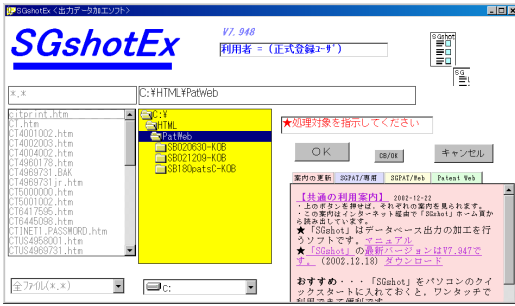 SGshotEx <出力データ加工ソフト>
SGshotEx
V7.948
利用者 = (正式登録ユーザ)
SGshot
SG
*.*
C:¥HTML¥PatWeb
citprint.htm
CT.htm
CT4001002.htm
CT4002003.htm
CT4004002.htm
CT4960178.htm
CT4969731.BAK
CT4969731jr.htm
CT5000000.htm
CT5001002.htm
CT6417595.htm
CT6445098.htm
CTINET1.PASSWORD.htm
CTUS4958001.htm
CTUS4969731.htm
C:¥
HTML
PatWeb
SB020630-KOB
SB021209-KOB
SB180patsC-KOB
★処理対象を指示してください
OK
CB/OK
キャンセル
案内の更新
SGPAT/専用
SGPAT/Web
Patent Web
【共通の利用案内】 2002-12-22
・上のボタンを押せば、それぞれの案内を見られます。
・この案内はインターネット経由で「SGshot」ホーム頁か
ら読み出しています。
★「SGshot」はデータベース出力の加工を行
うソフトです。マニュアル
★「SGshot」の最新バージョンはV7.947で
す。(2002.12.18) ダウンロード
おすすめ・・・「SGshot」をパソコンのクイ
ックスタートに入れておくと、ワンタッチで
利用できて便利です
全ファイル(*.*)
C: